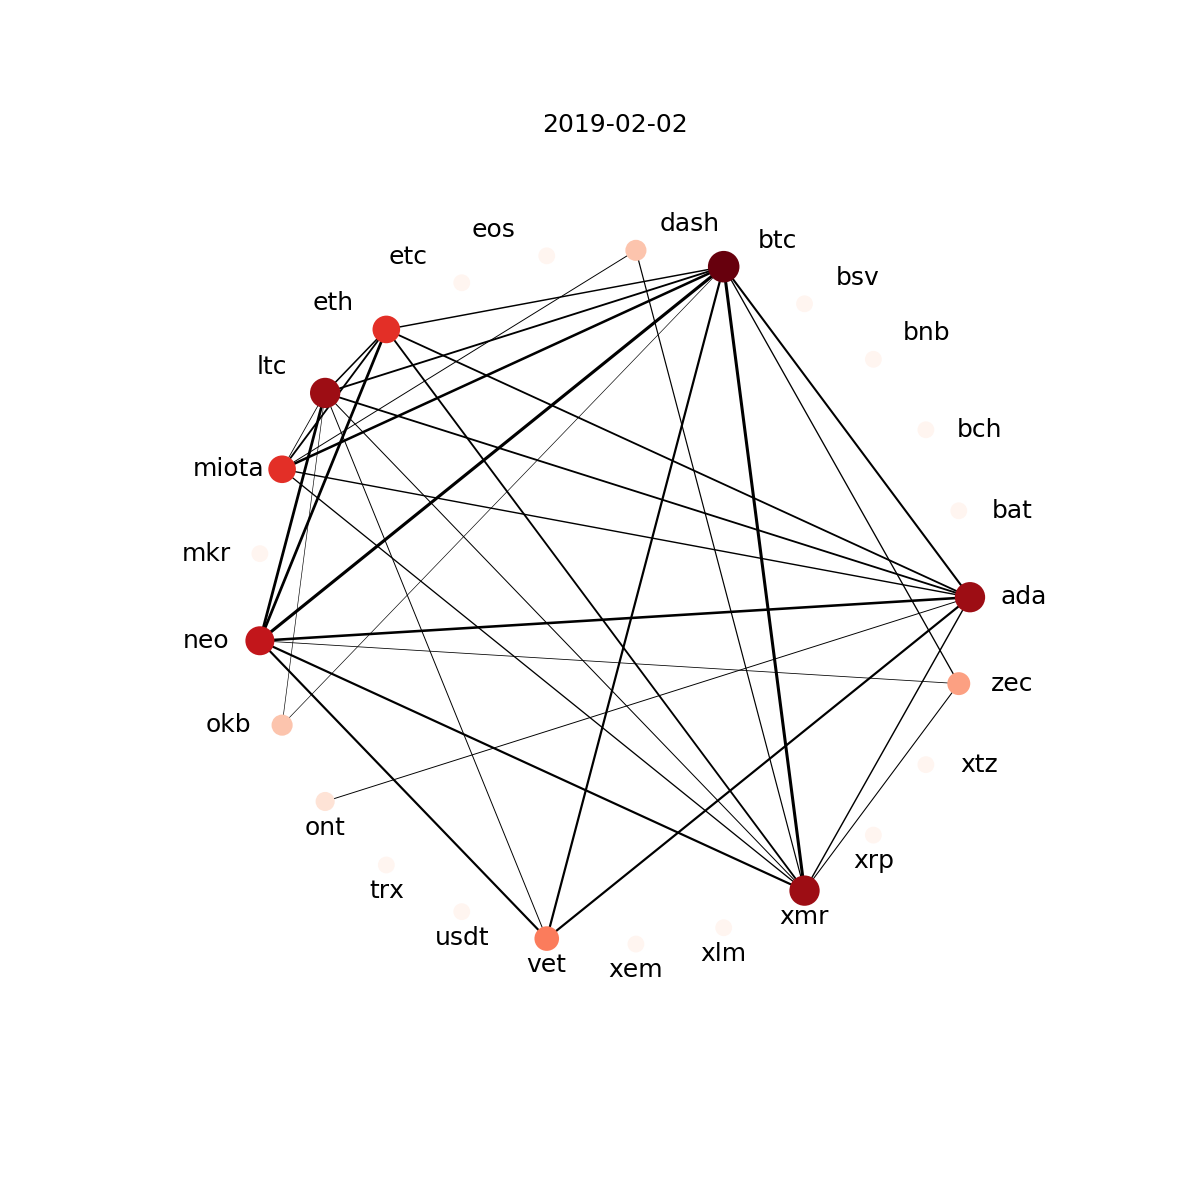 2019-02-02
dash
eos
btc
etc
bsv
eth
bnb
ltc
bch
miota
bat
mkr
ada
neo
zec
okb
xtz
ont
xrp
trx
xmr
usdt
xlm
vet
xem